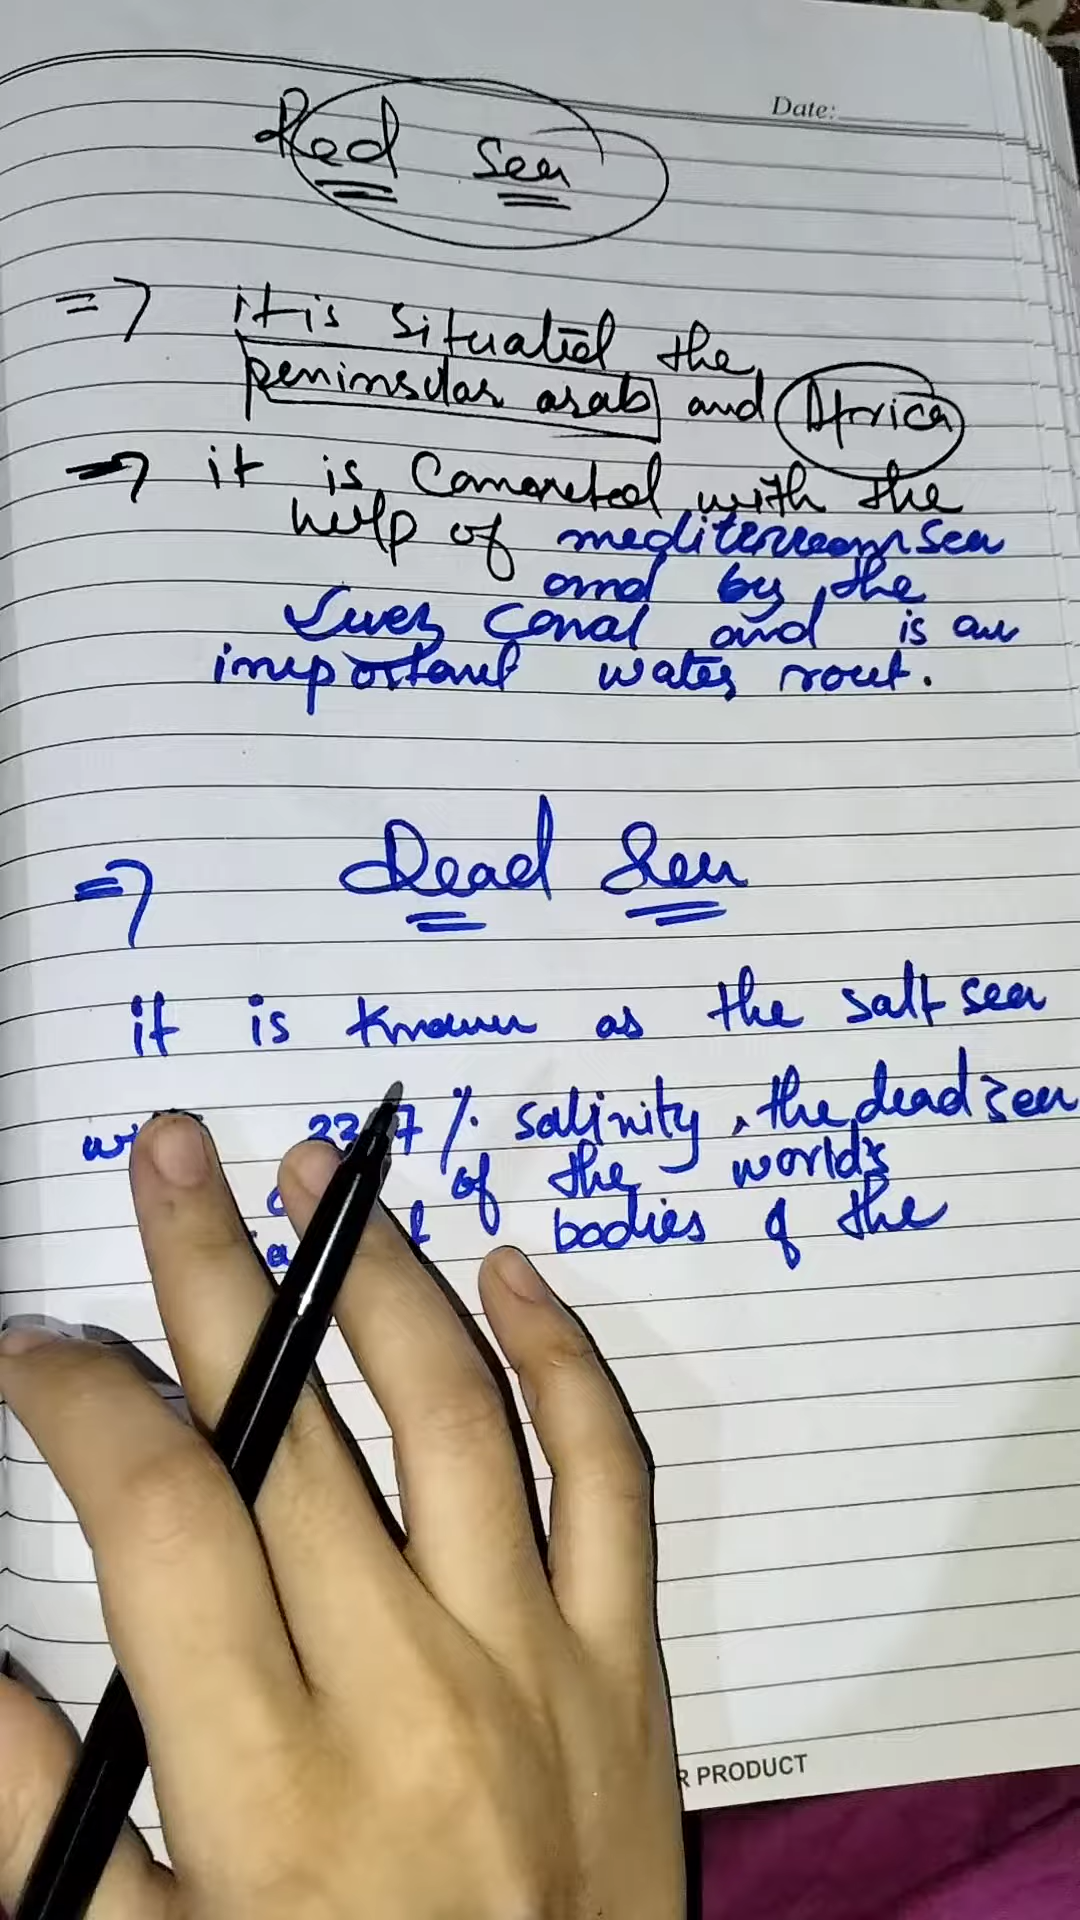 Date:
Red Sea
=> it is situated the
peninsular arab and Africa
=> it is Connected with the
help of mediterranean Sea
and by the
Suez Canal and is an
important water rout.
=> Dead Sea
it is known as the salt sea
7 % salinity, the dead sea
of the world's
bodies of the
R PRODUCT